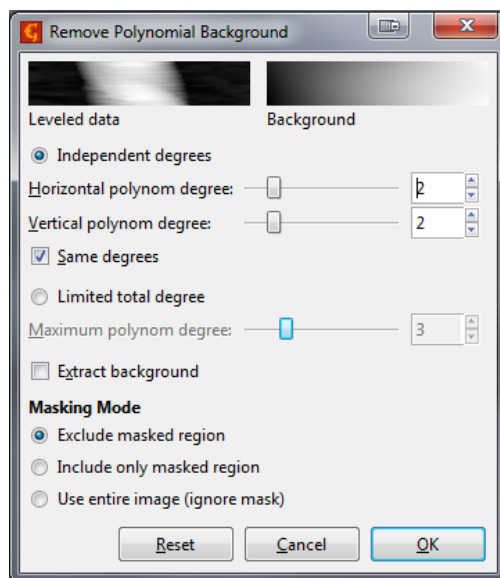 Remove Polynomial Background
Leveled data Background
Independent degrees
Horizontal polynom degree: 2
Vertical polynom degree: 2
Same degrees
Limited total degree
Maximum polynom degree: 3
Extract background
Masking Mode
Exclude masked region
Include only masked region
Use entire image (ignore mask)
Reset Cancel OK